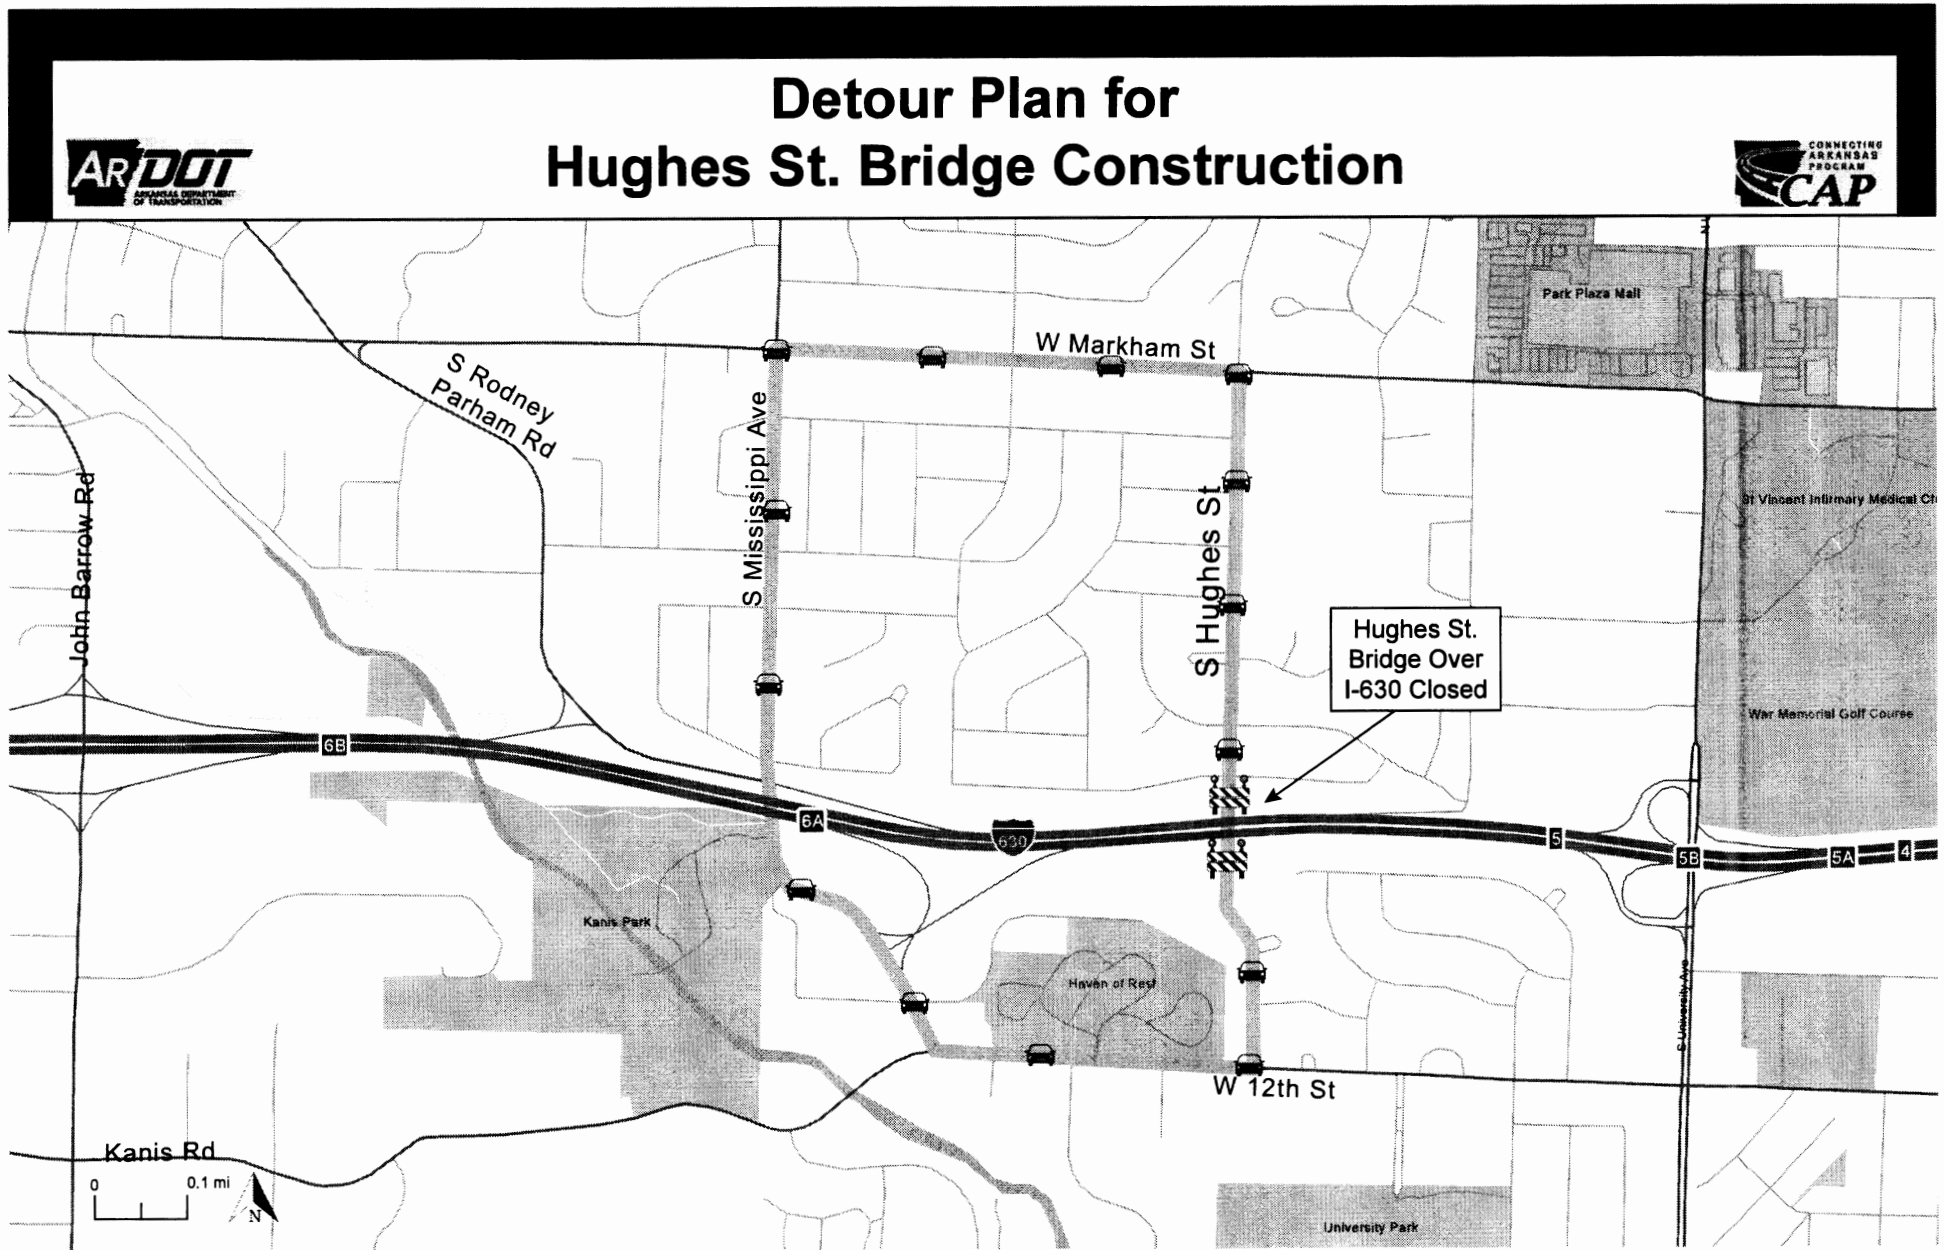 Detour Plan for
Hughes St. Bridge Construction
ARDOT
ARKANSAS DEPARTMENT
OF TRANSPORTATION
CONNECTING
ARKANSAS
PROGRAM
CAP
Park Plaza Mall
W Markham St
S Rodney
Parham Rd
S Mississippi Ave
John Barrow Rd
S Hughes St
St Vincent Infirmary Medical Ctr
Hughes St.
Bridge Over
I-630 Closed
War Memorial Golf Course
6B
6A
630
5
5B
5A
4
Kanis Park
Haven of Rest
S University Ave
W 12th St
Kanis Rd
0
0.1 mi
N
University Park